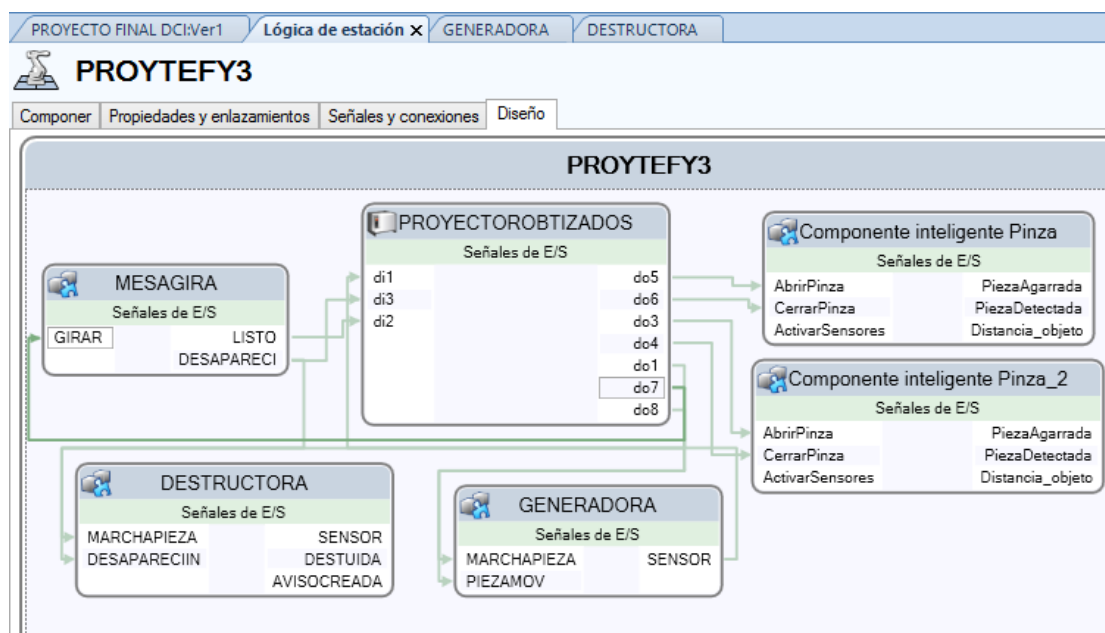 PROYECTO FINAL DCI:Ver1 Lógica de estación X GENERADORA DESTRUCTORA
PROYTEFY3
Componer Propiedades y enlazamientos Señales y conexiones Diseño
PROYTEFY3
MESAGIRA
Señales de E/S
GIRAR LISTO
DESAPARECI
PROYECTOROBTIZADOS
Señales de E/S
di1 do5
di3 do6
di2 do3
do4
do1
do7
do8
Componente inteligente Pinza
Señales de E/S
AbrirPinza PiezaAgarrada
CerrarPinza PiezaDetectada
ActivarSensores Distancia_objeto
Componente inteligente Pinza_2
Señales de E/S
AbrirPinza PiezaAgarrada
CerrarPinza PiezaDetectada
ActivarSensores Distancia_objeto
DESTRUCTORA
Señales de E/S
MARCHAPIEZA SENSOR
DESAPARECIIN DESTUIDA
AVISOCREADA
GENERADORA
Señales de E/S
MARCHAPIEZA SENSOR
PIEZAMOV